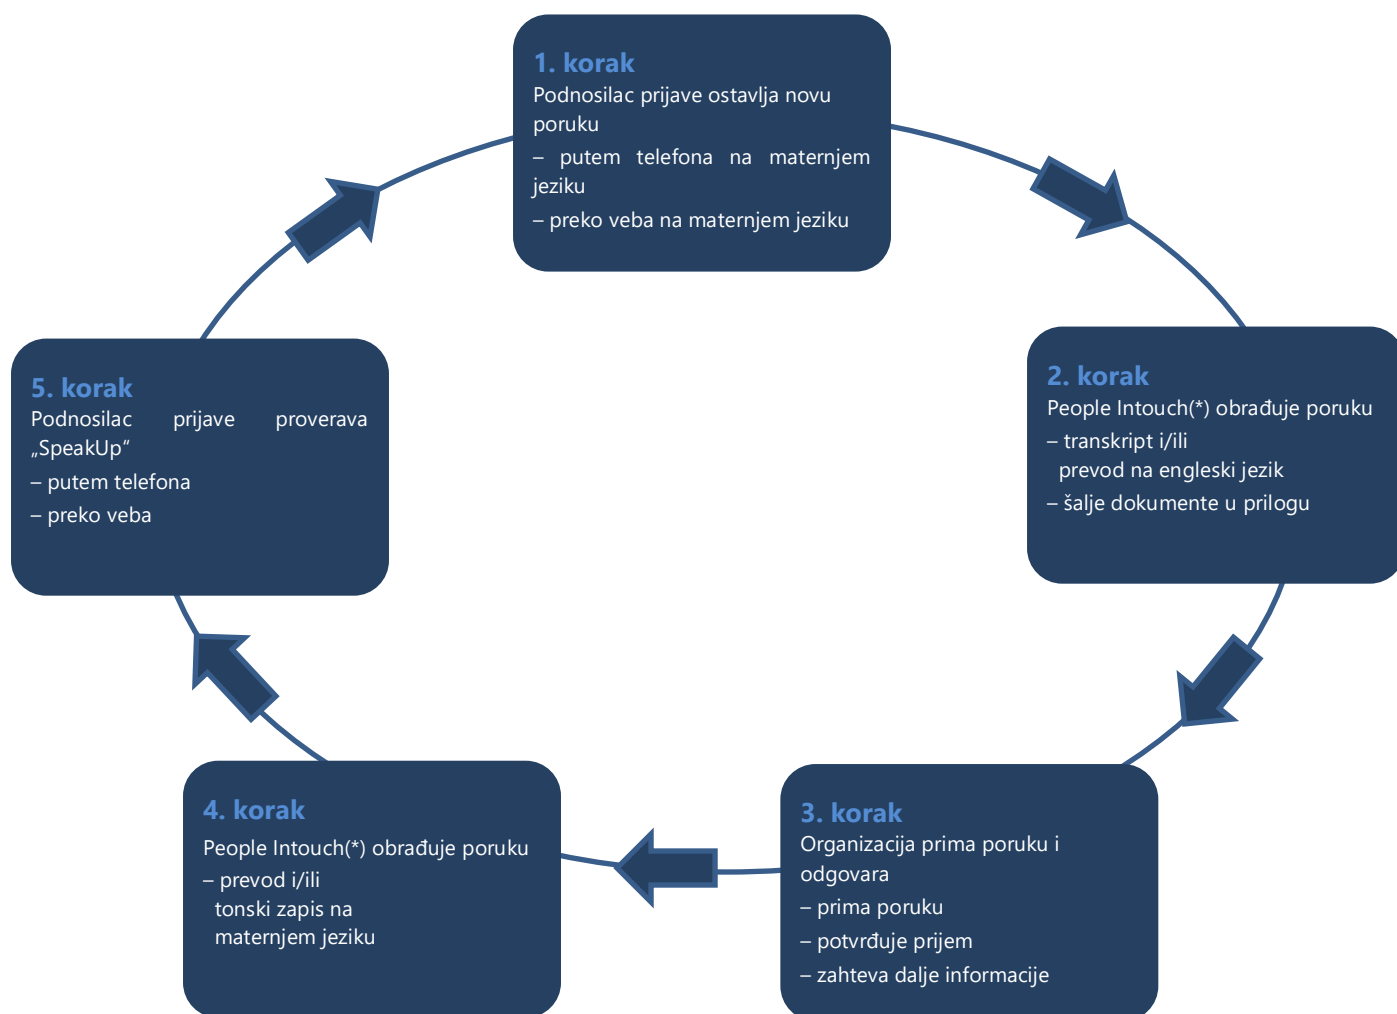 1. korak
Podnosilac prijave ostavlja novu
poruku
– putem telefona na maternjem
jeziku
– preko veba na maternjem jeziku
2. korak
People Intouch(*) obrađuje poruku
– transkript i/ili
prevod na engleski jezik
– šalje dokumente u prilogu
3. korak
Organizacija prima poruku i
odgovara
– prima poruku
– potvrđuje prijem
– zahteva dalje informacije
4. korak
People Intouch(*) obrađuje poruku
– prevod i/ili
tonski zapis na
maternjem jeziku
5. korak
Podnosilac prijave proverava
„SpeakUp“
– putem telefona
– preko veba